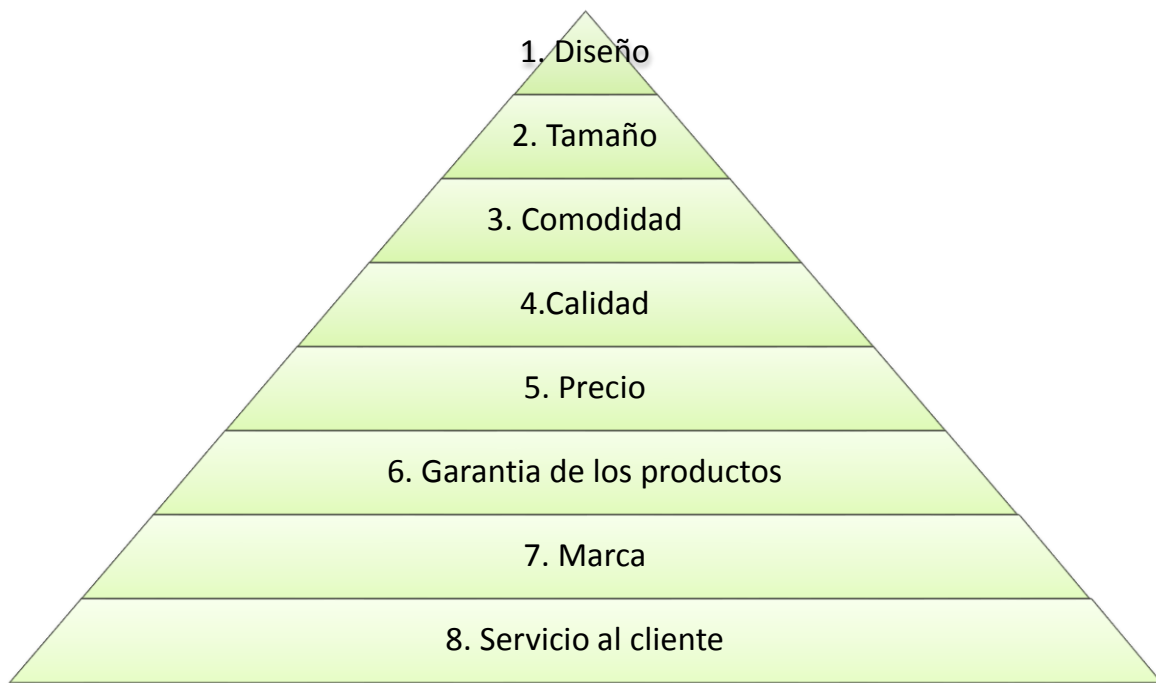 1. Diseño
2. Tamaño
3. Comodidad
4.Calidad
5. Precio
6. Garantia de los productos
7. Marca
8. Servicio al cliente